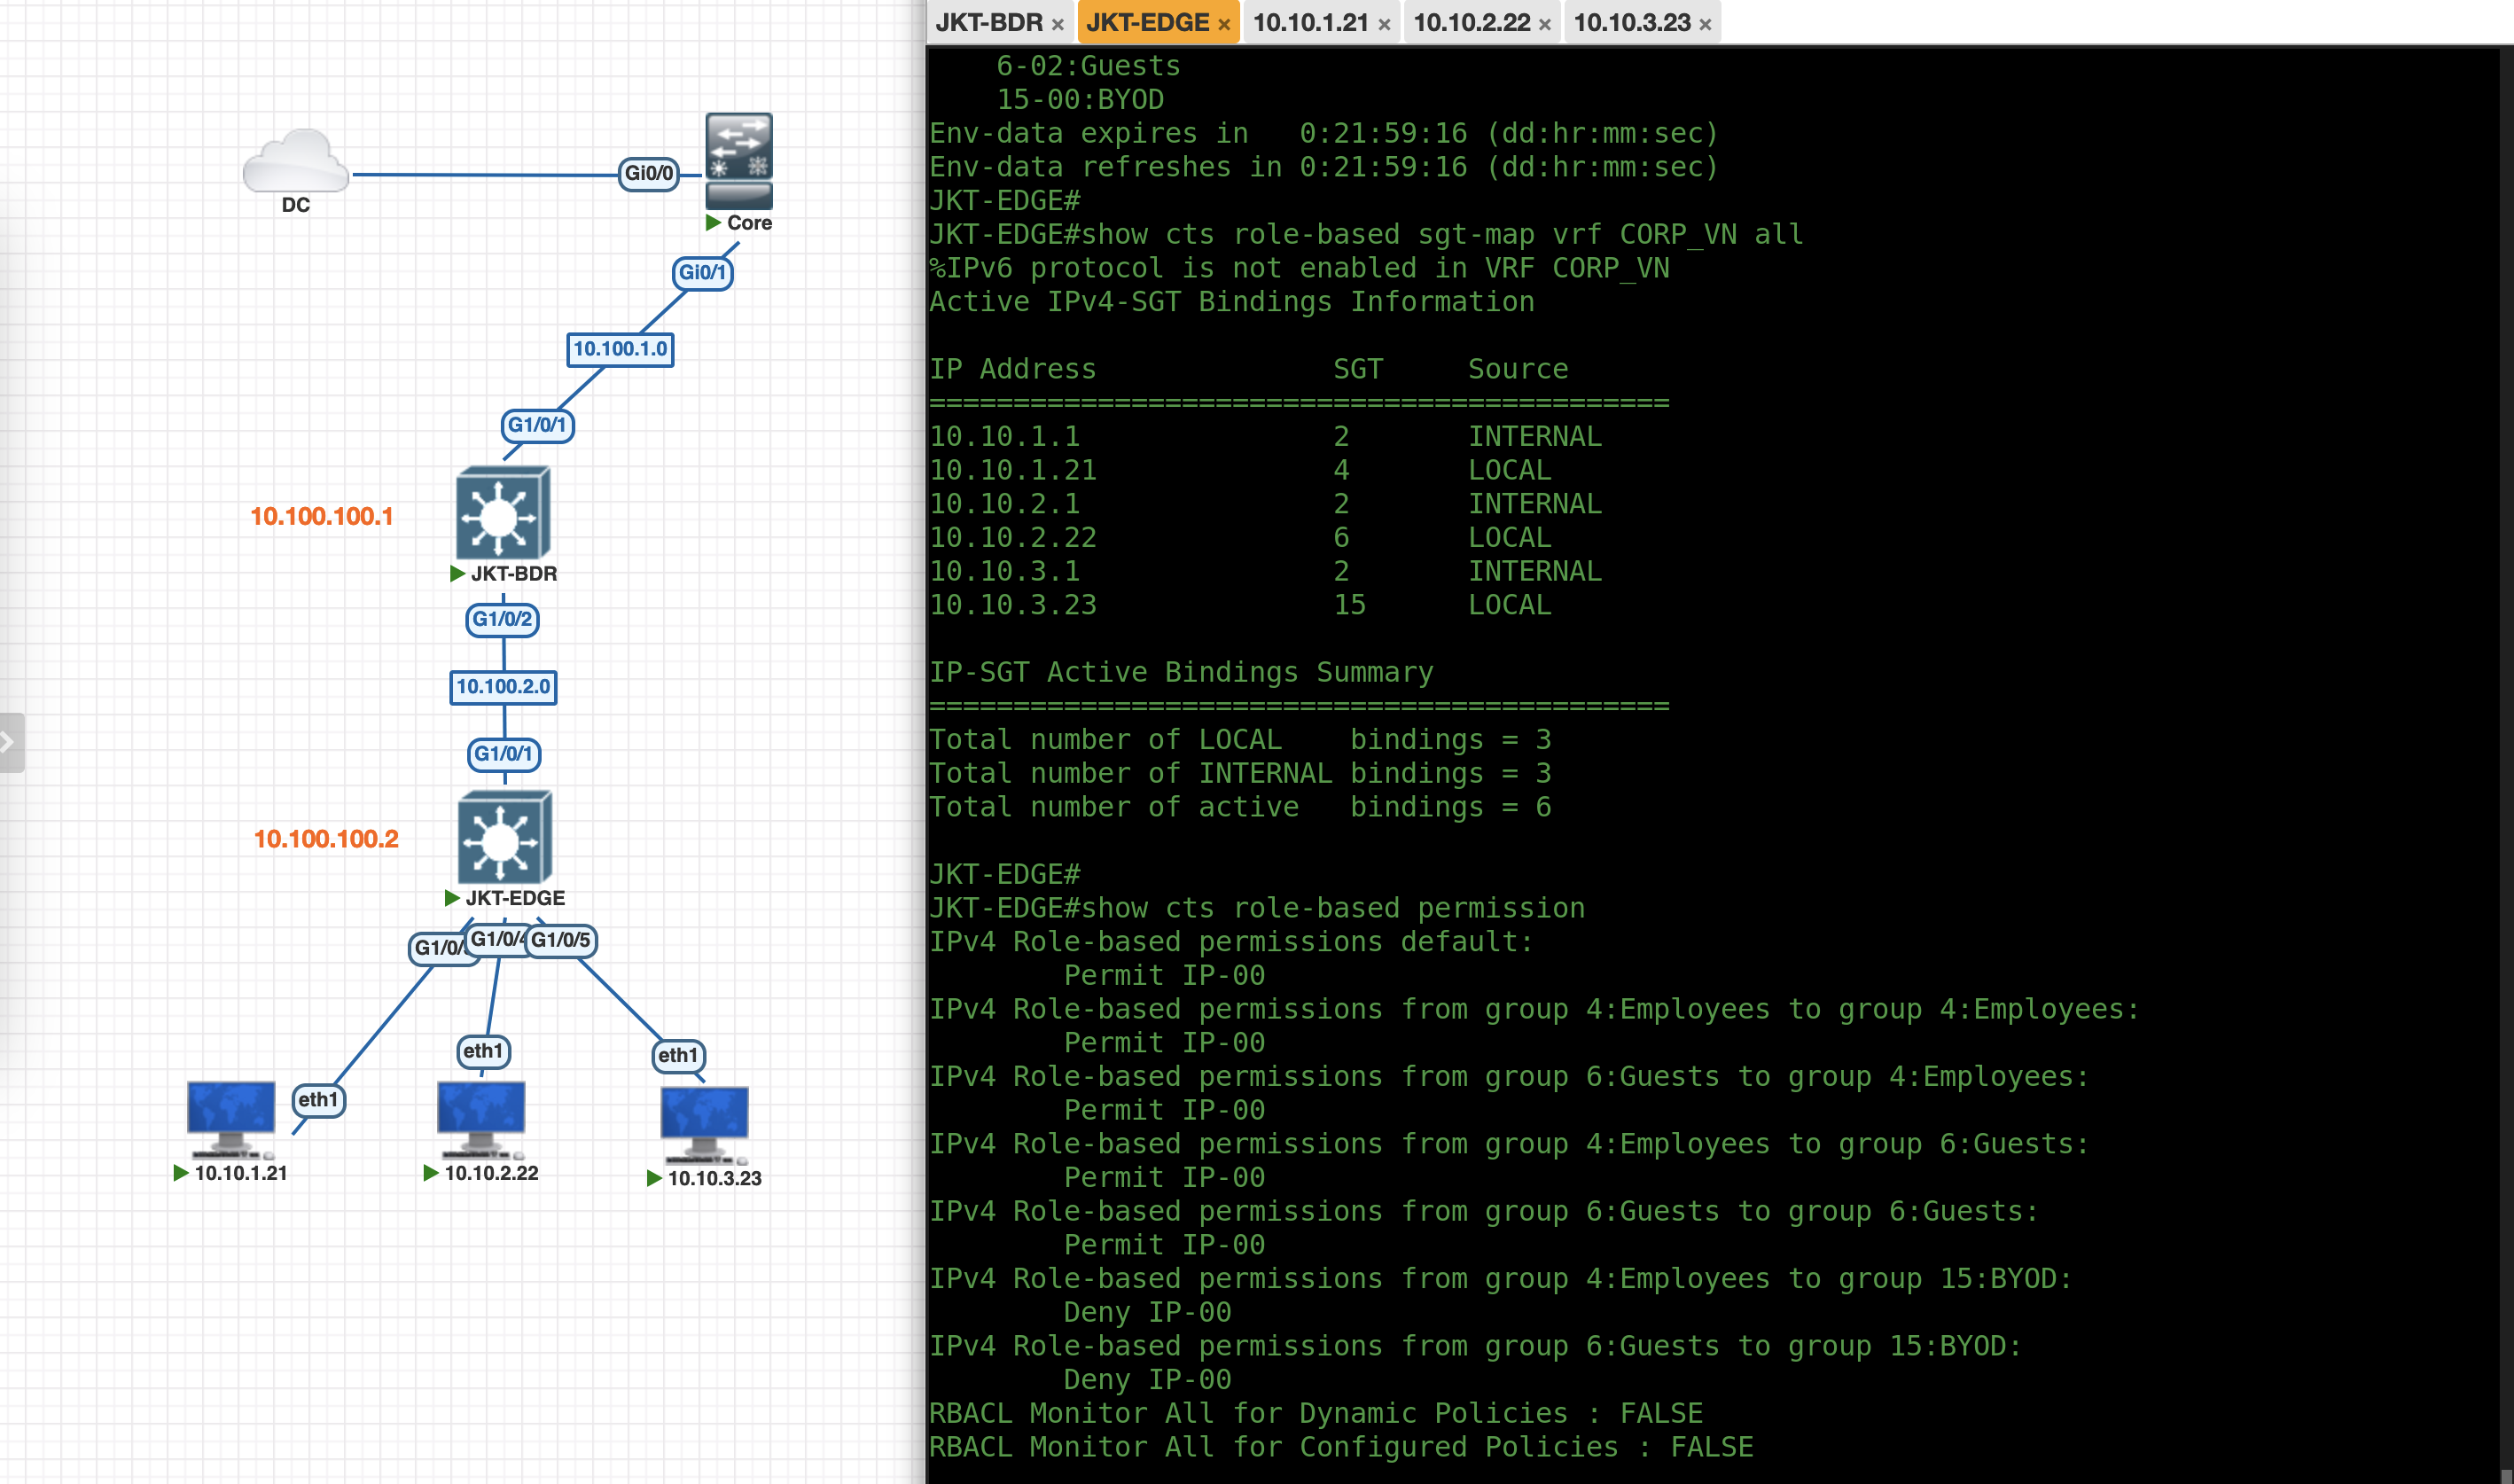 DC
Gi0/0
Core
Gi0/1
10.100.1.0
G1/0/1
10.100.100.1
JKT-BDR
G1/0/2
10.100.2.0
G1/0/1
10.100.100.2
JKT-EDGE
G1/0/
G1/0/4
G1/0/5
eth1
eth1
eth1
10.10.1.21
10.10.2.22
10.10.3.23
JKT-BDR × JKT-EDGE × 10.10.1.21 × 10.10.2.22 × 10.10.3.23 ×
6-02:Guests
15-00:BYOD
Env-data expires in 0:21:59:16 (dd:hr:mm:sec)
Env-data refreshes in 0:21:59:16 (dd:hr:mm:sec)
JKT-EDGE#
JKT-EDGE#show cts role-based sgt-map vrf CORP_VN all
%IPv6 protocol is not enabled in VRF CORP_VN
Active IPv4-SGT Bindings Information
IP Address SGT Source
============================================
10.10.1.1 2 INTERNAL
10.10.1.21 4 LOCAL
10.10.2.1 2 INTERNAL
10.10.2.22 6 LOCAL
10.10.3.1 2 INTERNAL
10.10.3.23 15 LOCAL
IP-SGT Active Bindings Summary
============================================
Total number of LOCAL bindings = 3
Total number of INTERNAL bindings = 3
Total number of active bindings = 6
JKT-EDGE#
JKT-EDGE#show cts role-based permission
IPv4 Role-based permissions default:
Permit IP-00
IPv4 Role-based permissions from group 4:Employees to group 4:Employees:
Permit IP-00
IPv4 Role-based permissions from group 6:Guests to group 4:Employees:
Permit IP-00
IPv4 Role-based permissions from group 4:Employees to group 6:Guests:
Permit IP-00
IPv4 Role-based permissions from group 6:Guests to group 6:Guests:
Permit IP-00
IPv4 Role-based permissions from group 4:Employees to group 15:BYOD:
Deny IP-00
IPv4 Role-based permissions from group 6:Guests to group 15:BYOD:
Deny IP-00
RBACL Monitor All for Dynamic Policies : FALSE
RBACL Monitor All for Configured Policies : FALSE